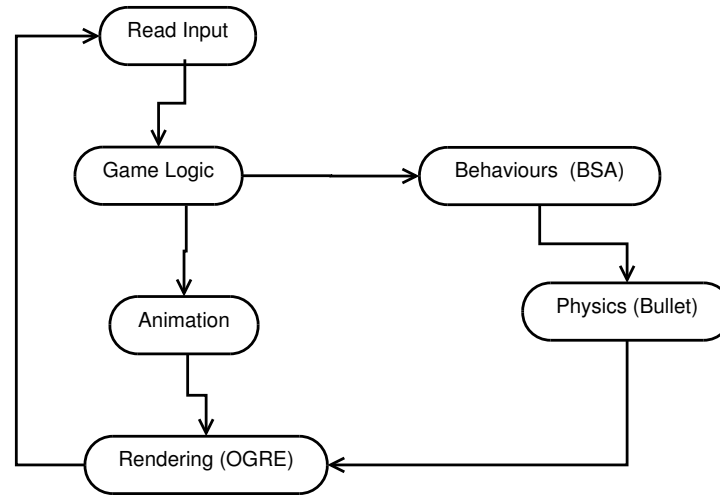 Read Input
Game Logic
Behaviours (BSA)
Animation
Physics (Bullet)
Rendering (OGRE)